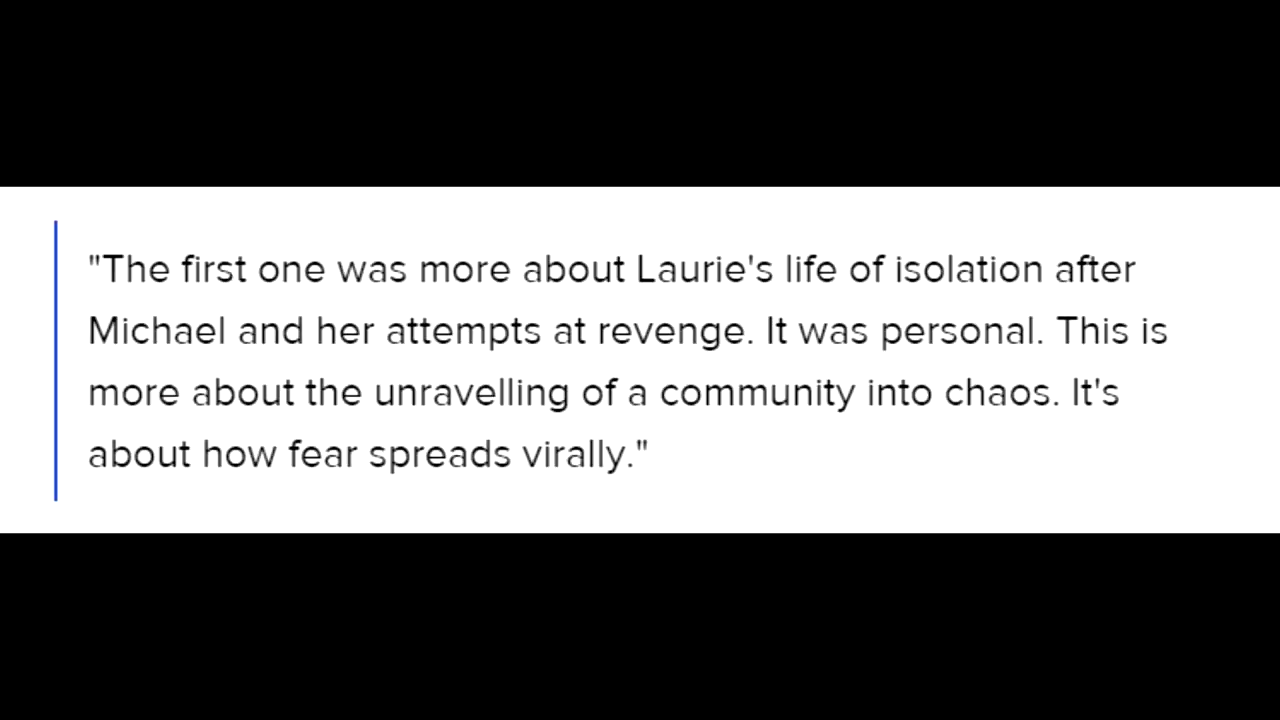 "The first one was more about Laurie's life of isolation after
Michael and her attempts at revenge. It was personal. This is
more about the unravelling of a community into chaos. It's
about how fear spreads virally."